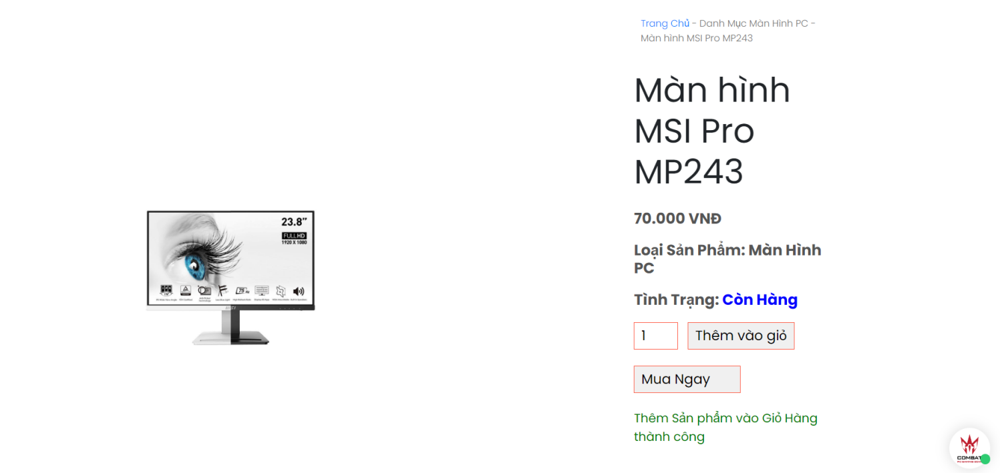 Trang Chủ - Danh Mục Màn Hình PC -
Màn hình MSI Pro MP243
Màn hình
MSI Pro
MP243
70.000 VNĐ
Loại Sản Phẩm: Màn Hình
PC
Tình Trạng: Còn Hàng
1
Thêm vào giỏ
Mua Ngay
Thêm Sản phẩm vào Giỏ Hàng
thành công
23.8”
FULL HD
1920 X 1080
75 Hz
COMBAT